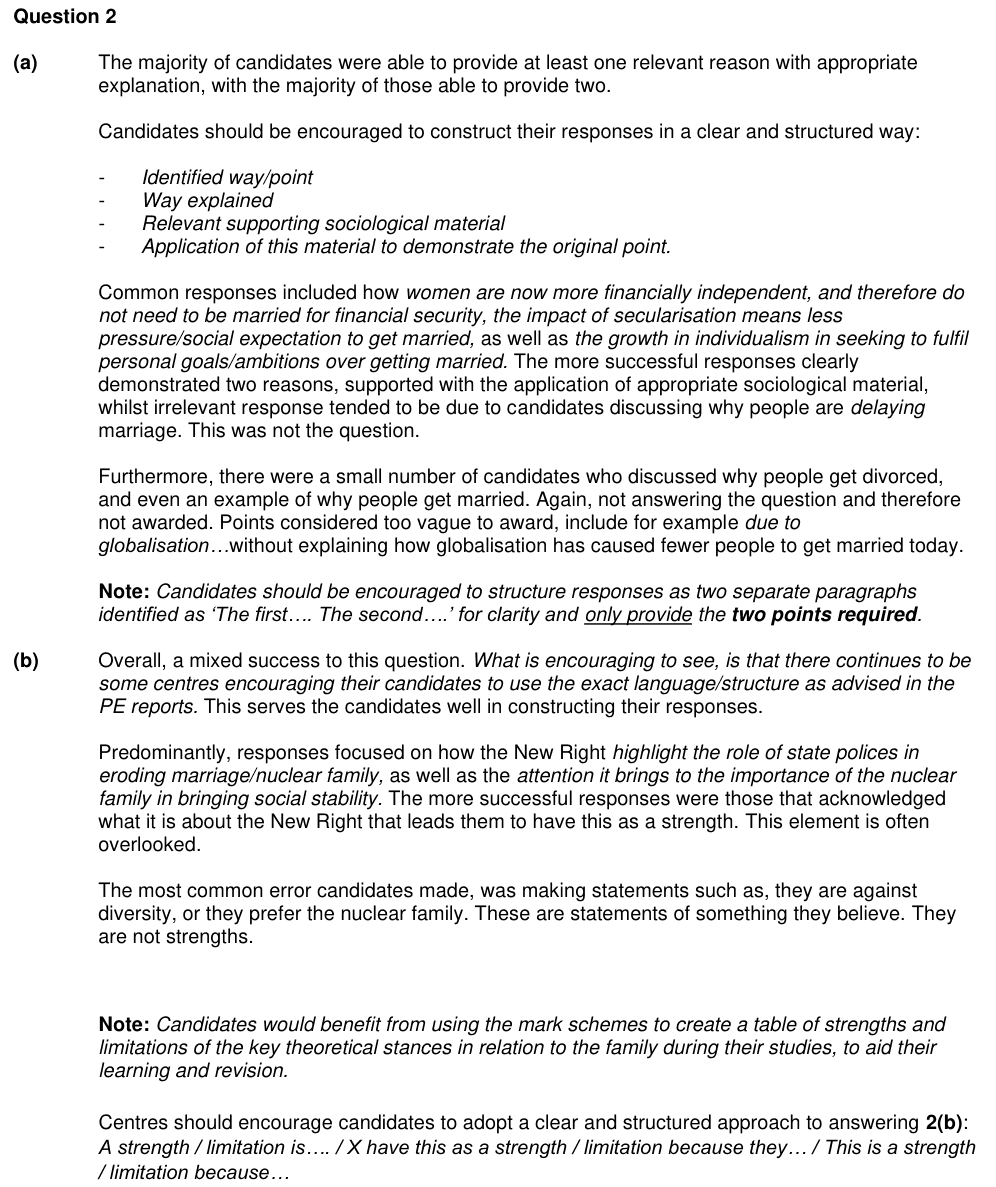 Question 2
(a) The majority of candidates were able to provide at least one relevant reason with appropriate
explanation, with the majority of those able to provide two.
Candidates should be encouraged to construct their responses in a clear and structured way:
- Identified way/point
- Way explained
- Relevant supporting sociological material
- Application of this material to demonstrate the original point.
Common responses included how women are now more financially independent, and therefore do
not need to be married for financial security, the impact of secularisation means less
pressure/social expectation to get married, as well as the growth in individualism in seeking to fulfil
personal goals/ambitions over getting married. The more successful responses clearly
demonstrated two reasons, supported with the application of appropriate sociological material,
whilst irrelevant response tended to be due to candidates discussing why people are delaying
marriage. This was not the question.
Furthermore, there were a small number of candidates who discussed why people get divorced,
and even an example of why people get married. Again, not answering the question and therefore
not awarded. Points considered too vague to award, include for example due to
globalisation…without explaining how globalisation has caused fewer people to get married today.
Note: Candidates should be encouraged to structure responses as two separate paragraphs
identified as ‘The first…. The second….’ for clarity and only provide the two points required.
(b) Overall, a mixed success to this question. What is encouraging to see, is that there continues to be
some centres encouraging their candidates to use the exact language/structure as advised in the
PE reports. This serves the candidates well in constructing their responses.
Predominantly, responses focused on how the New Right highlight the role of state polices in
eroding marriage/nuclear family, as well as the attention it brings to the importance of the nuclear
family in bringing social stability. The more successful responses were those that acknowledged
what it is about the New Right that leads them to have this as a strength. This element is often
overlooked.
The most common error candidates made, was making statements such as, they are against
diversity, or they prefer the nuclear family. These are statements of something they believe. They
are not strengths.
Note: Candidates would benefit from using the mark schemes to create a table of strengths and
limitations of the key theoretical stances in relation to the family during their studies, to aid their
learning and revision.
Centres should encourage candidates to adopt a clear and structured approach to answering 2(b):
A strength / limitation is…. / X have this as a strength / limitation because they… / This is a strength
/ limitation because…